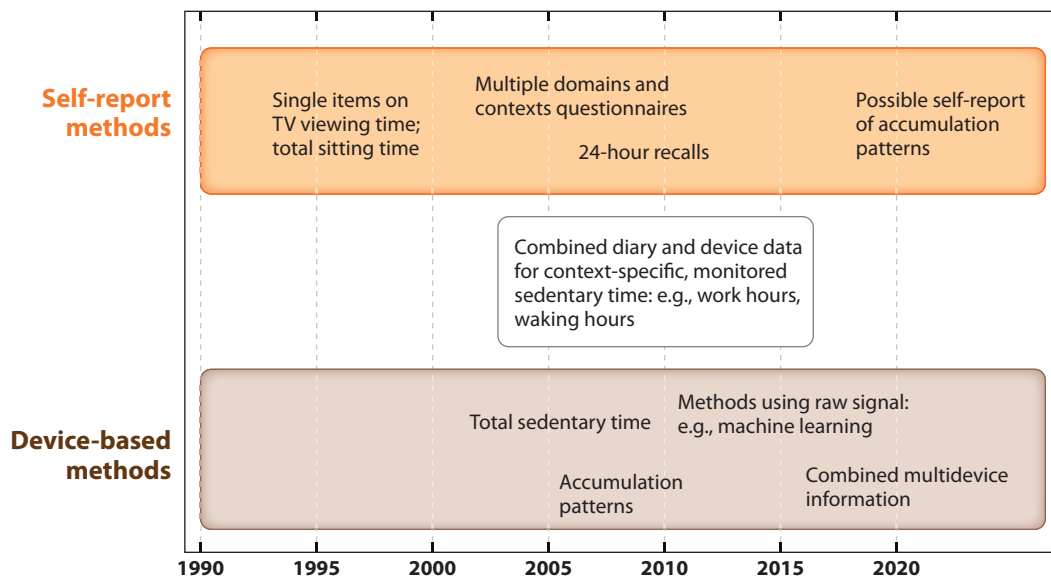 Self-report
methods
Single items on
TV viewing time;
total sitting time
Multiple domains and
contexts questionnaires
24-hour recalls
Possible self-report
of accumulation
patterns
Combined diary and device data
for context-specific, monitored
sedentary time: e.g., work hours,
waking hours
Device-based
methods
Total sedentary time
Methods using raw signal:
e.g., machine learning
Accumulation
patterns
Combined multidevice
information
1990 1995 2000 2005 2010 2015 2020